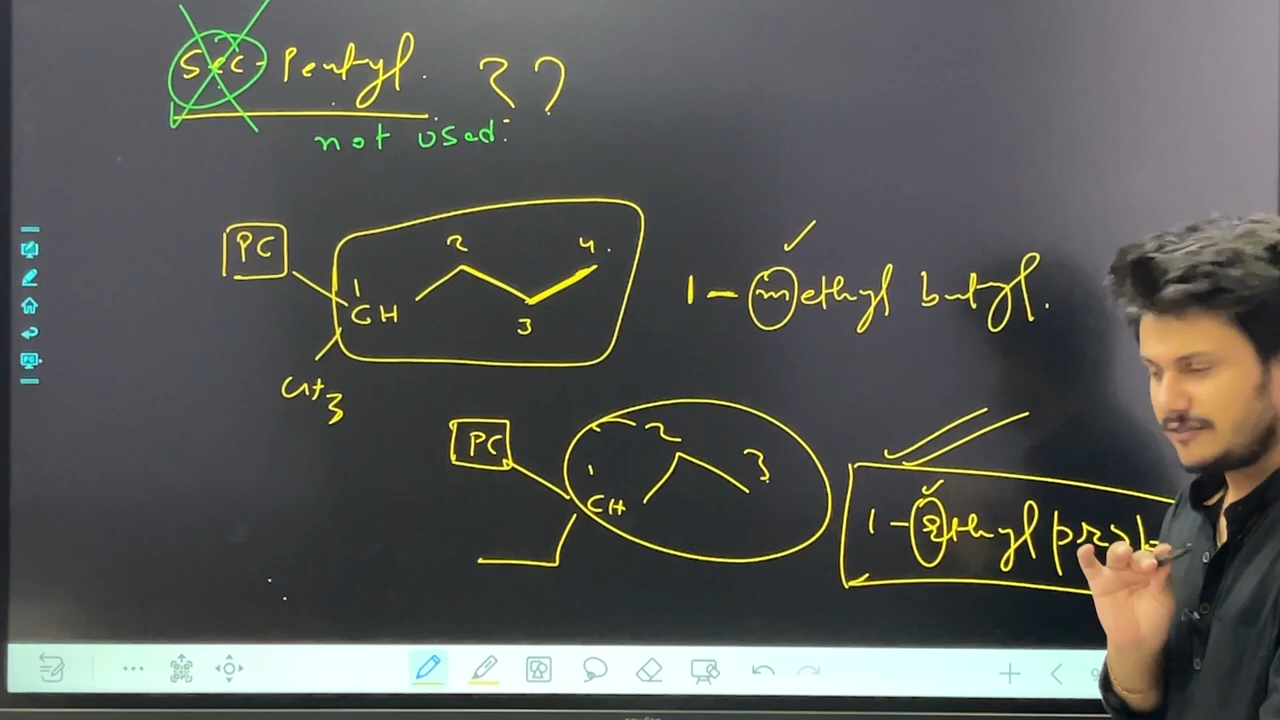 Sec- Pentyl. ??
not used:
PC
1 2 3 4.
CH
CH3
1 - methyl butyl.
PC
1 2 3
CH
1 - Ethyl